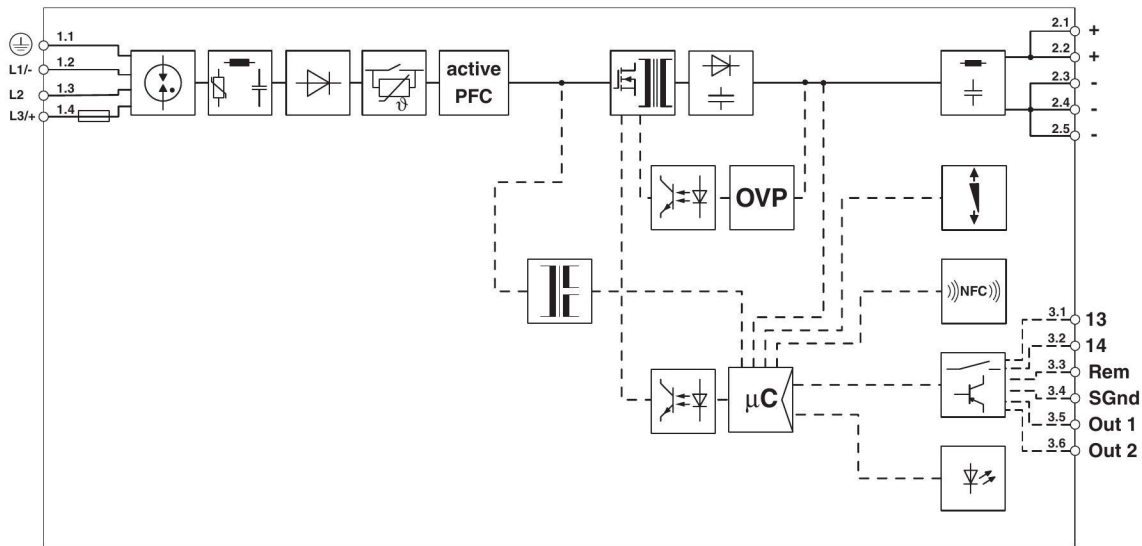 1.1
L1/- 1.2
L2 1.3
L3/+ 1.4
ϑ
active
PFC
2.1 +
2.2 +
2.3 -
2.4 -
2.5 -
OVP
)))NFC)))
µC
3.1 13
3.2 14
3.3 Rem
3.4 SGnd
3.5 Out 1
3.6 Out 2